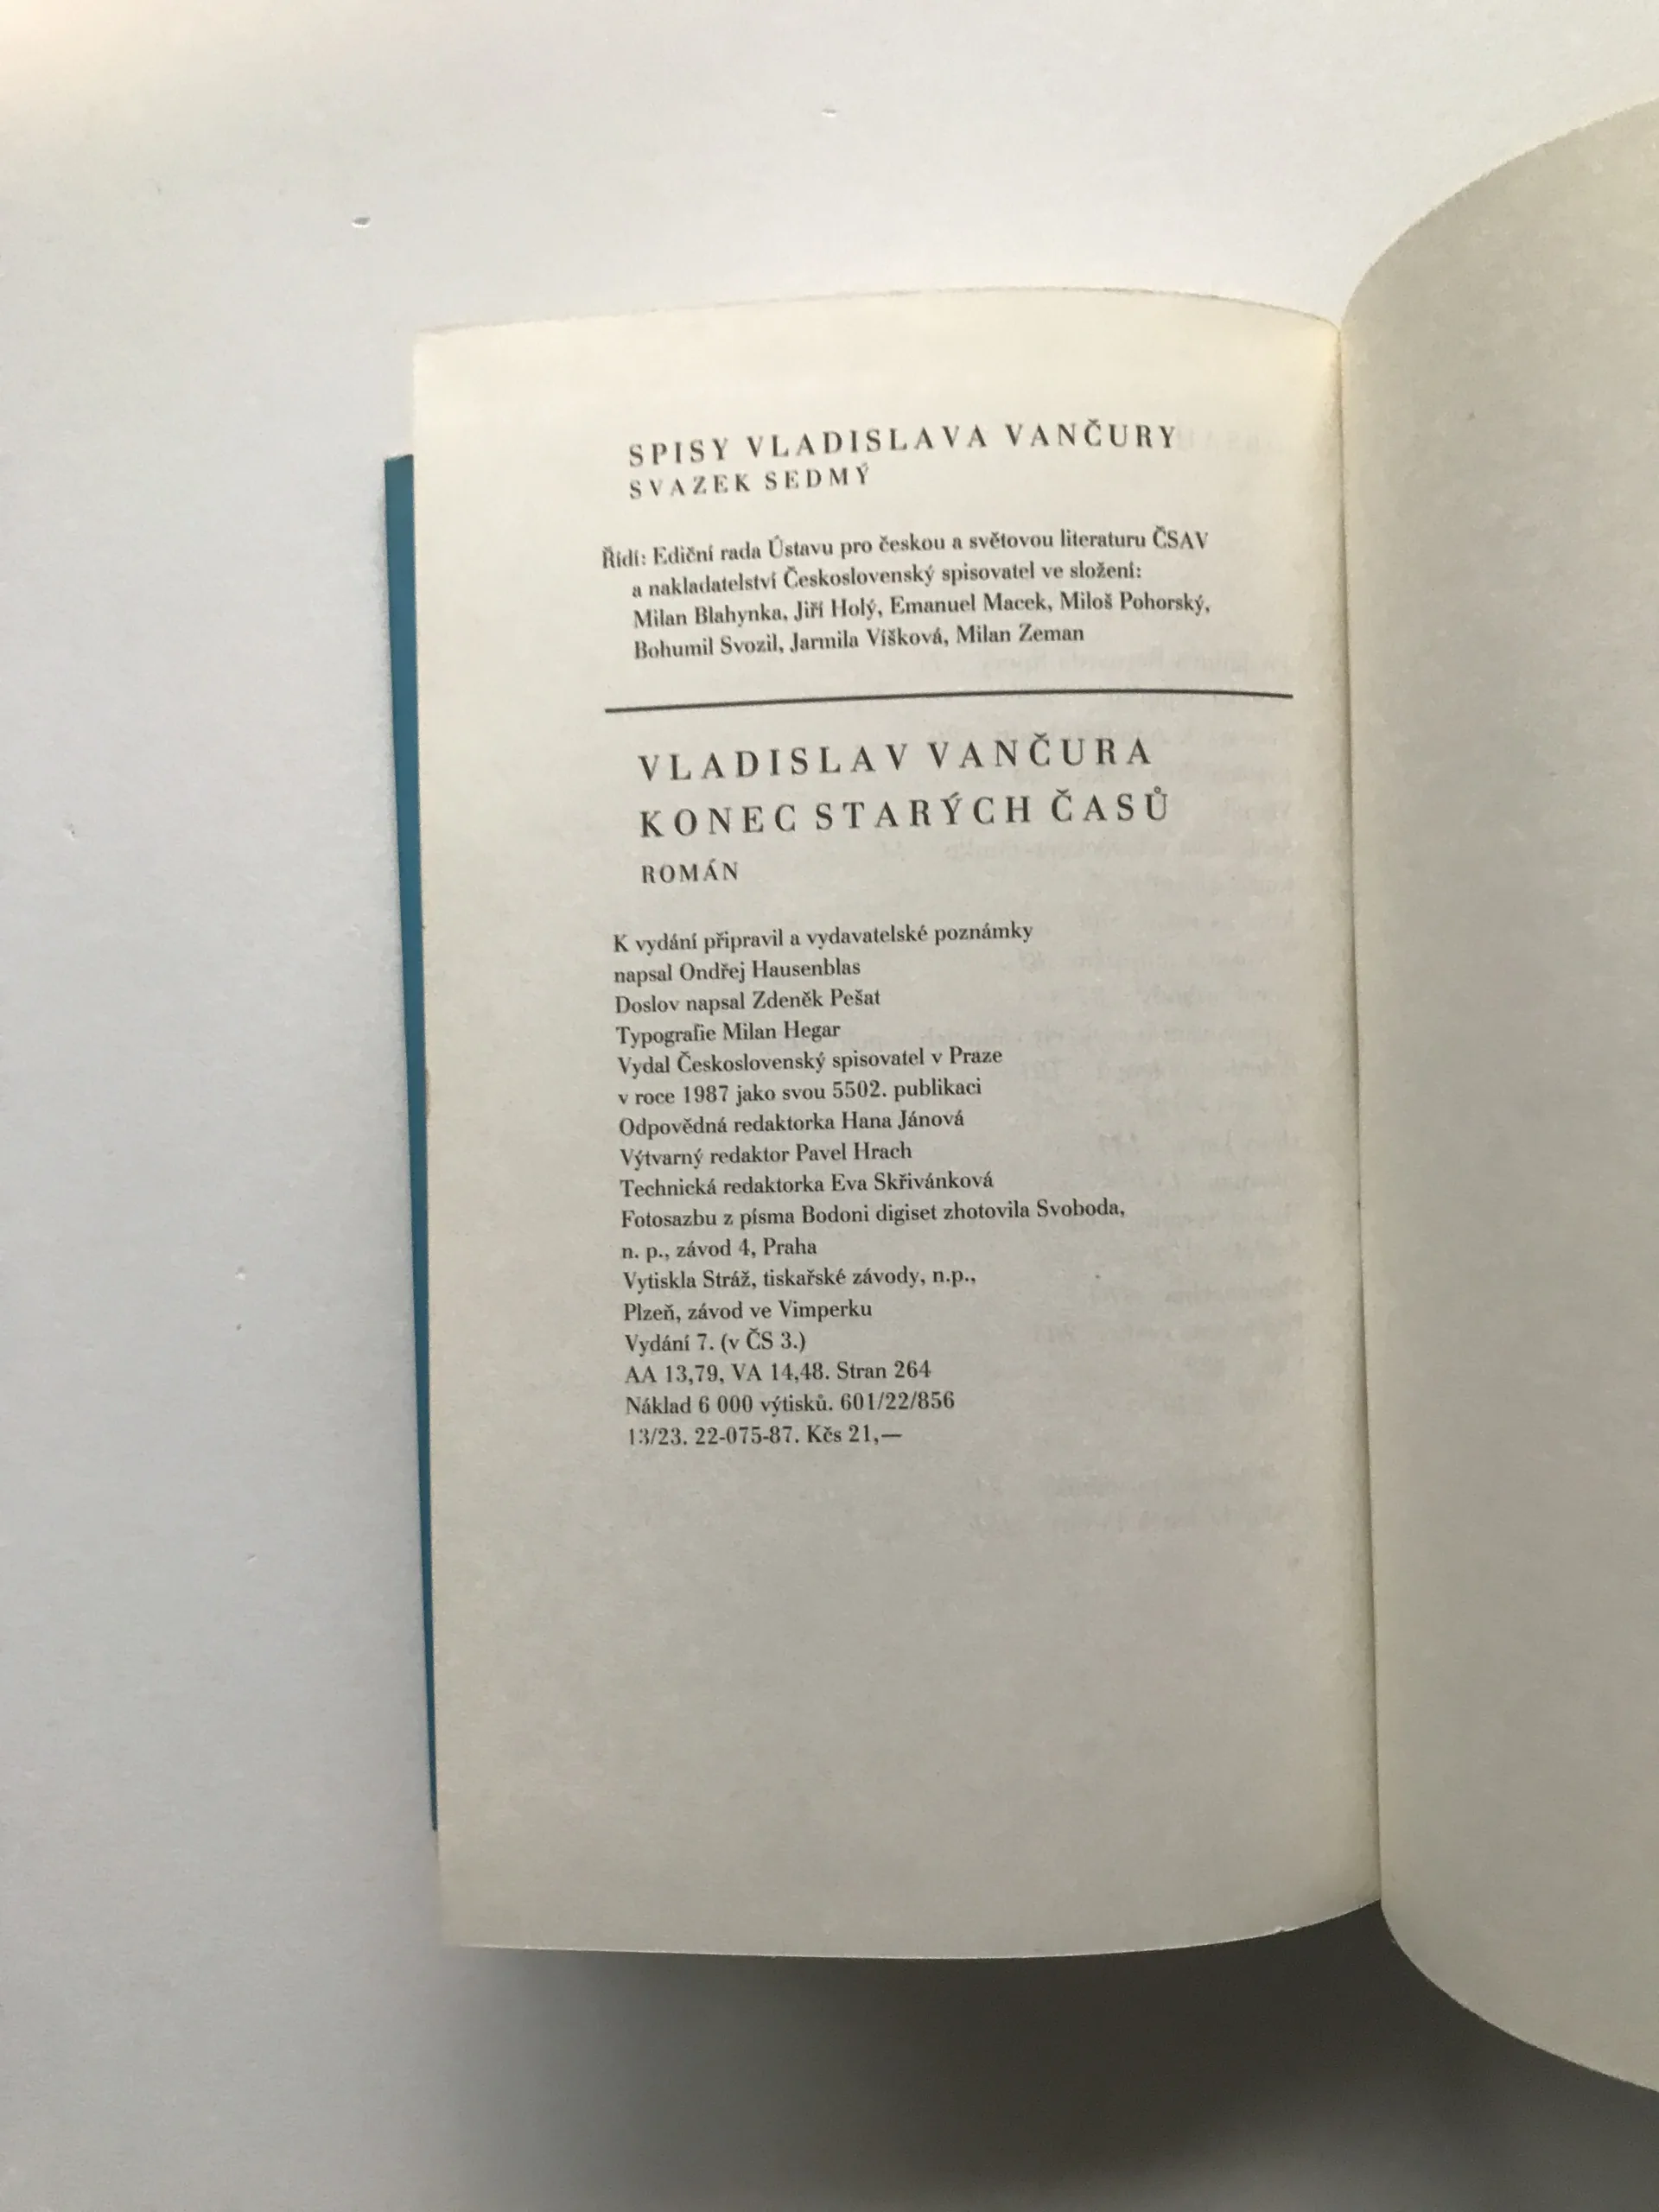 SPISY VLADISLAVA VANČURY
SVAZEK SEDMÝ
Řídí: Ediční rada Ústavu pro českou a světovou literaturu ČSAV
a nakladatelství Československý spisovatel ve složení:
Milan Blahynka, Jiří Holý, Emanuel Macek, Miloš Pohorský,
Bohumil Svozil, Jarmila Víšková, Milan Zeman
VLADISLAV VANČURA
KONEC STARÝCH ČASŮ
ROMÁN
K vydání připravil a vydavatelské poznámky
napsal Ondřej Hausenblas
Doslov napsal Zdeněk Pešat
Typografie Milan Hegar
Vydal Československý spisovatel v Praze
v roce 1987 jako svou 5502. publikaci
Odpovědná redaktorka Hana Jánová
Výtvarný redaktor Pavel Hrach
Technická redaktorka Eva Skřivánková
Fotosazbu z písma Bodoni digiset zhotovila Svoboda,
n. p., závod 4, Praha
Vytiskla Stráž, tiskařské závody, n.p.,
Plzeň, závod ve Vimperku
Vydání 7. (v ČS 3.)
AA 13,79, VA 14,48. Stran 264
Náklad 6 000 výtisků. 601/22/856
13/23. 22-075-87. Kčs 21,—